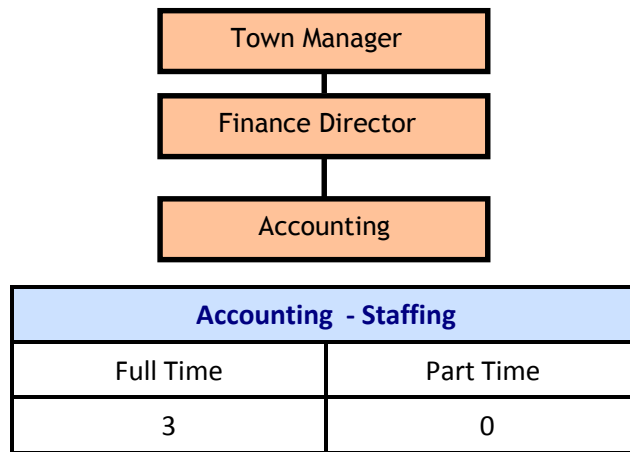 Town Manager
Finance Director
Accounting
Accounting - Staffing
Full Time Part Time
3 0